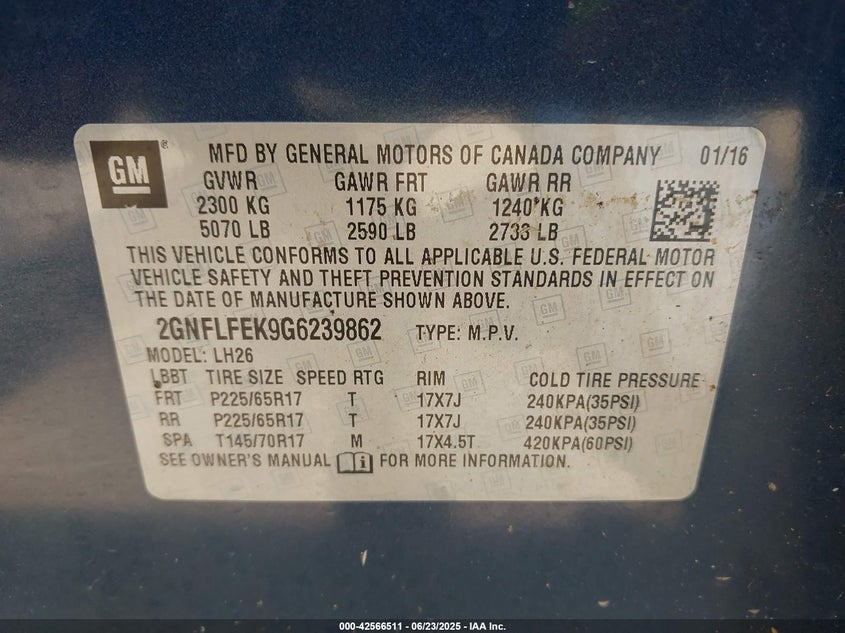 GM
MFD BY GENERAL MOTORS OF CANADA COMPANY 01/16
GVWR GAWR FRT GAWR RR
2300 KG 1175 KG 1240 KG
5070 LB 2590 LB 2733 LB
THIS VEHICLE CONFORMS TO ALL APPLICABLE U.S. FEDERAL MOTOR
VEHICLE SAFETY AND THEFT PREVENTION STANDARDS IN EFFECT ON
THE DATE OF MANUFACTURE SHOWN ABOVE.
2GNFLFEK9G6239862 TYPE: M.P.V.
MODEL: LH26
LBBT TIRE SIZE SPEED RTG RIM COLD TIRE PRESSURE
FRT P225/65R17 T 17X7J 240KPA(35PSI)
RR P225/65R17 T 17X7J 240KPA(35PSI)
SPA T145/70R17 M 17X4.5T 420KPA(60PSI)
SEE OWNER'S MANUAL FOR MORE INFORMATION.
000-42566511 - 06/23/2025 - IAA Inc.